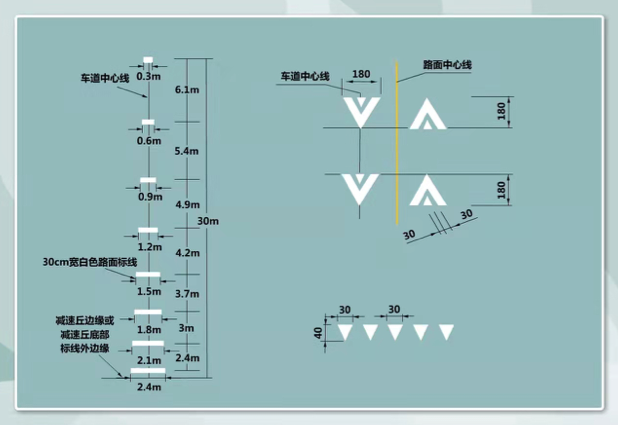 车道中心线
0.3m
6.1m
0.6m
5.4m
0.9m
4.9m
30m
1.2m
4.2m
30cm宽白色路面标线
1.5m
3.7m
减速丘边缘或
减速丘底部
标线外边缘
1.8m
3m
2.1m
2.4m
2.4m
车道中心线
180
路面中心线
180
180
30
30
30
30
40